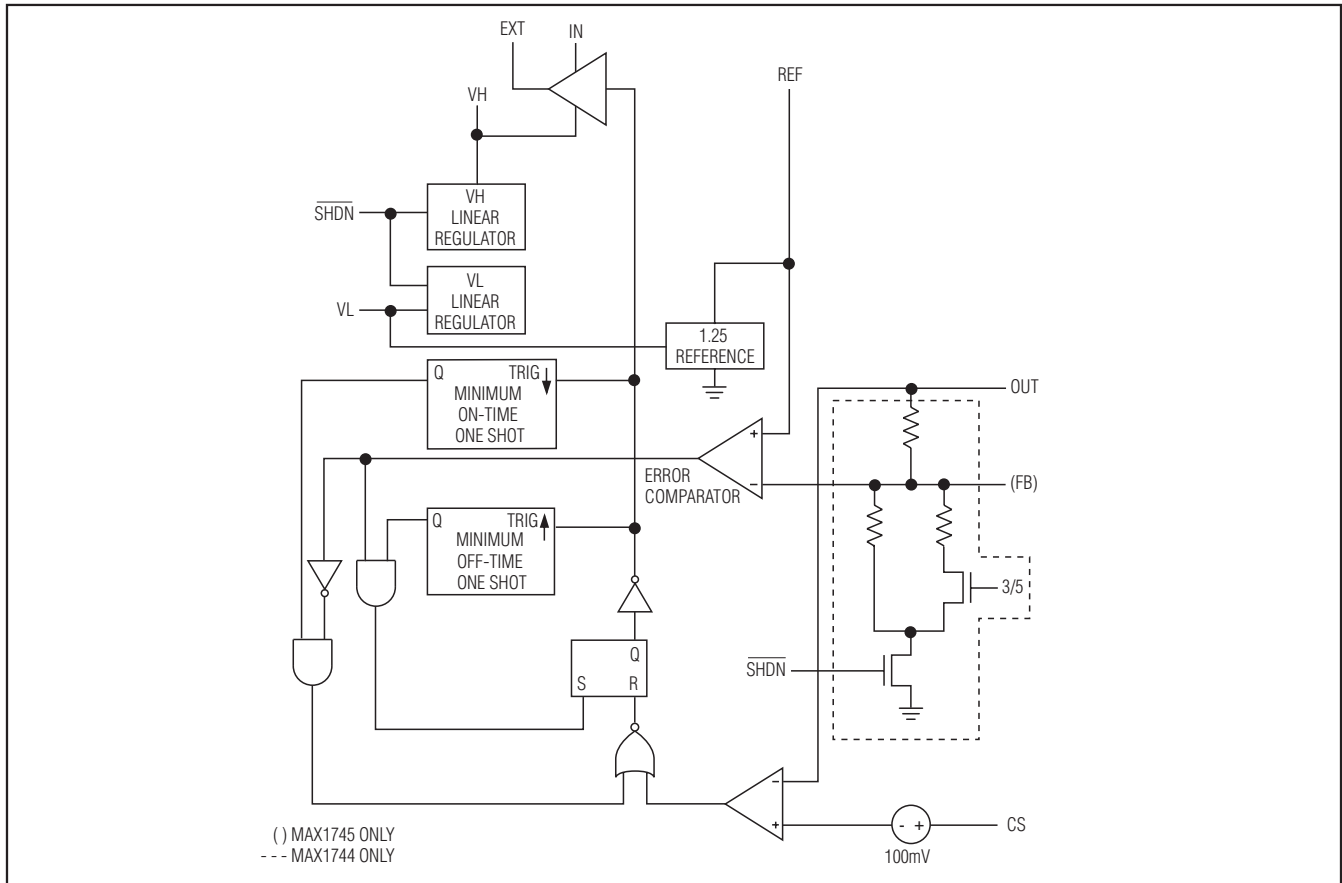 EXT
IN
REF
VH
VH
LINEAR
REGULATOR
SHDN
VL
LINEAR
REGULATOR
VL
1.25
REFERENCE
Q
TRIG
MINIMUM
ON-TIME
ONE SHOT
OUT
+
-
ERROR
COMPARATOR
(FB)
Q
TRIG
MINIMUM
OFF-TIME
ONE SHOT
3/5
Q
S
R
SHDN
-
+
- +
CS
100mV
( ) MAX1745 ONLY
- - - MAX1744 ONLY